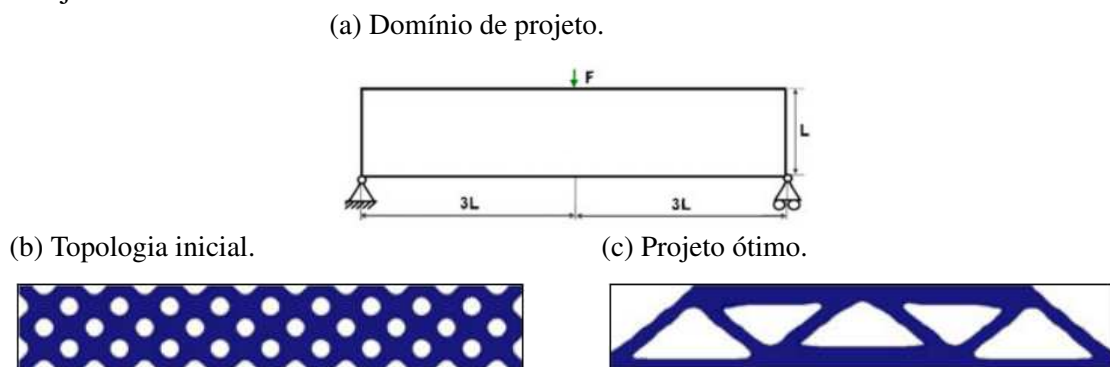 (a) Domínio de projeto.
F
L
3L 3L
(b) Topologia inicial. (c) Projeto ótimo.